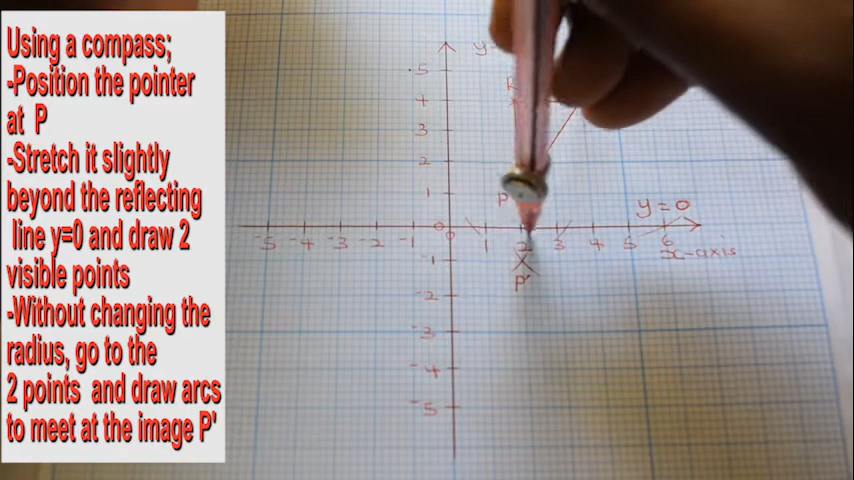 Using a compass;
-Position the pointer
at P
-Stretch it slightly
beyond the reflecting
line y=0 and draw 2
visible points
-Without changing the
radius, go to the
2 points and draw arcs
to meet at the image P'
y=
5
4
3
2
1
0
-1
-2
-3
-4
-5
R
P
y = 0
-5 -4 -3 -2 -1 0 1 2 3 4 5 6
x-axis
P'